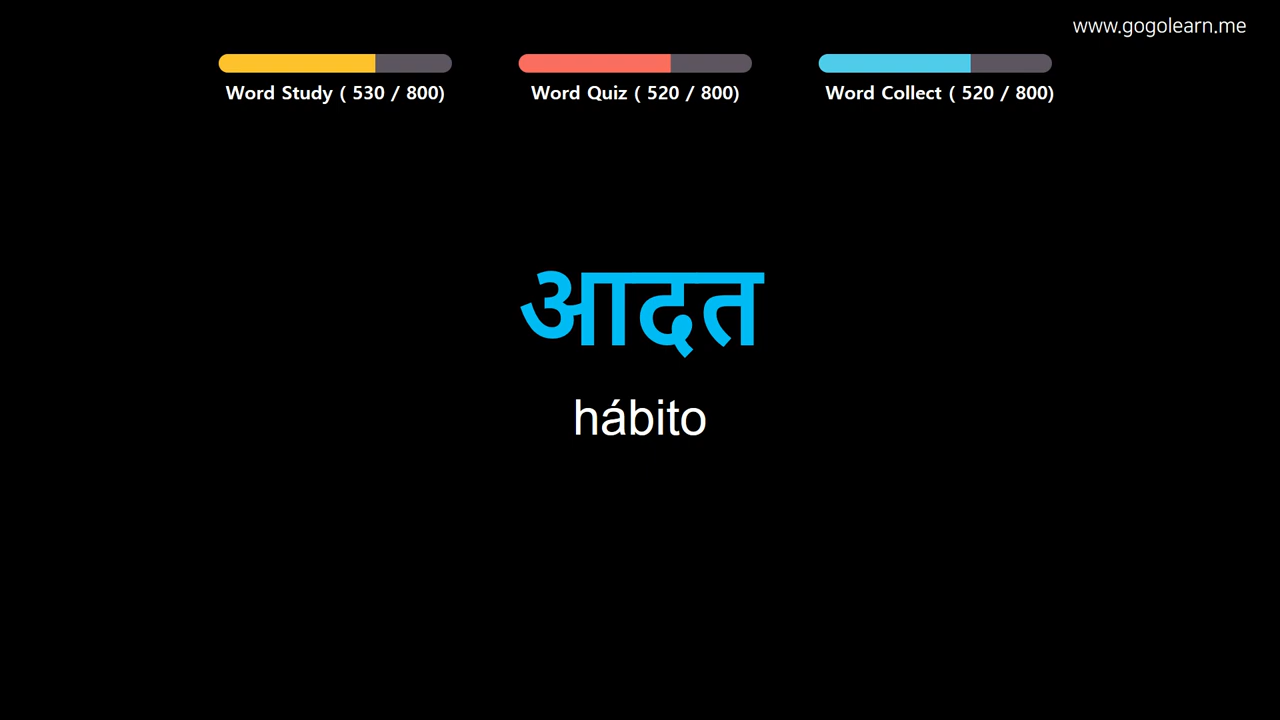 www.gogolearn.me
Word Study ( 530 / 800)
Word Quiz ( 520 / 800)
Word Collect ( 520 / 800)
आदत
hábito